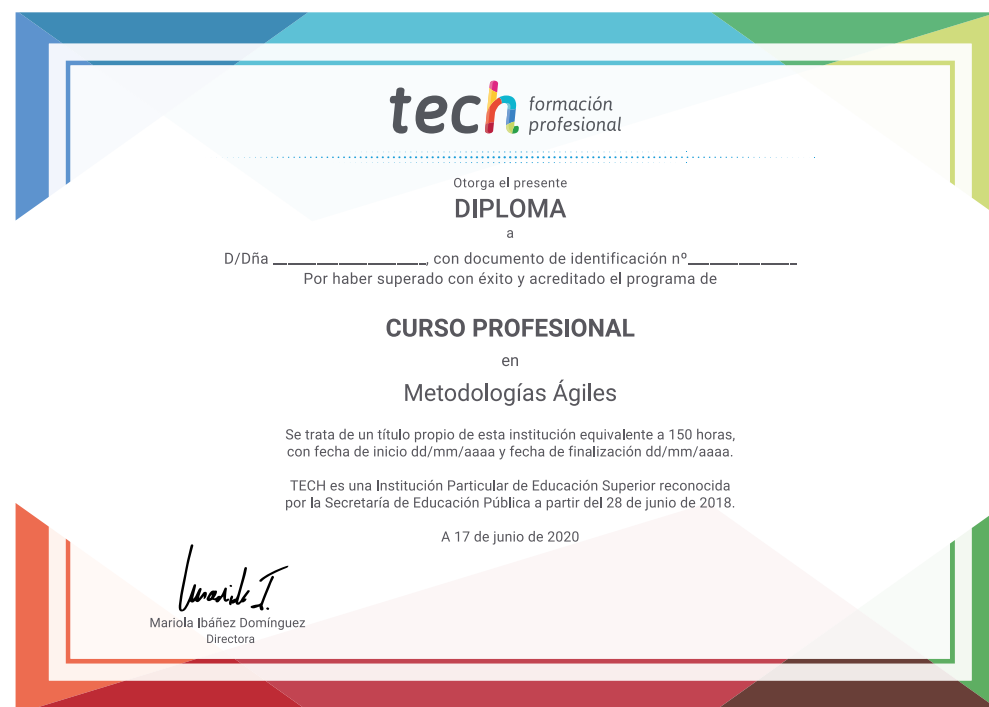 tech formación
profesional
Otorga el presente
DIPLOMA
a
D/Dña ____________________, con documento de identificación nº______________
Por haber superado con éxito y acreditado el programa de
CURSO PROFESIONAL
en
Metodologías Ágiles
Se trata de un título propio de esta institución equivalente a 150 horas,
con fecha de inicio dd/mm/aaaa y fecha de finalización dd/mm/aaaa.
TECH es una Institución Particular de Educación Superior reconocida
por la Secretaría de Educación Pública a partir del 28 de junio de 2018.
A 17 de junio de 2020
Mariola Ibáñez Domínguez
Directora